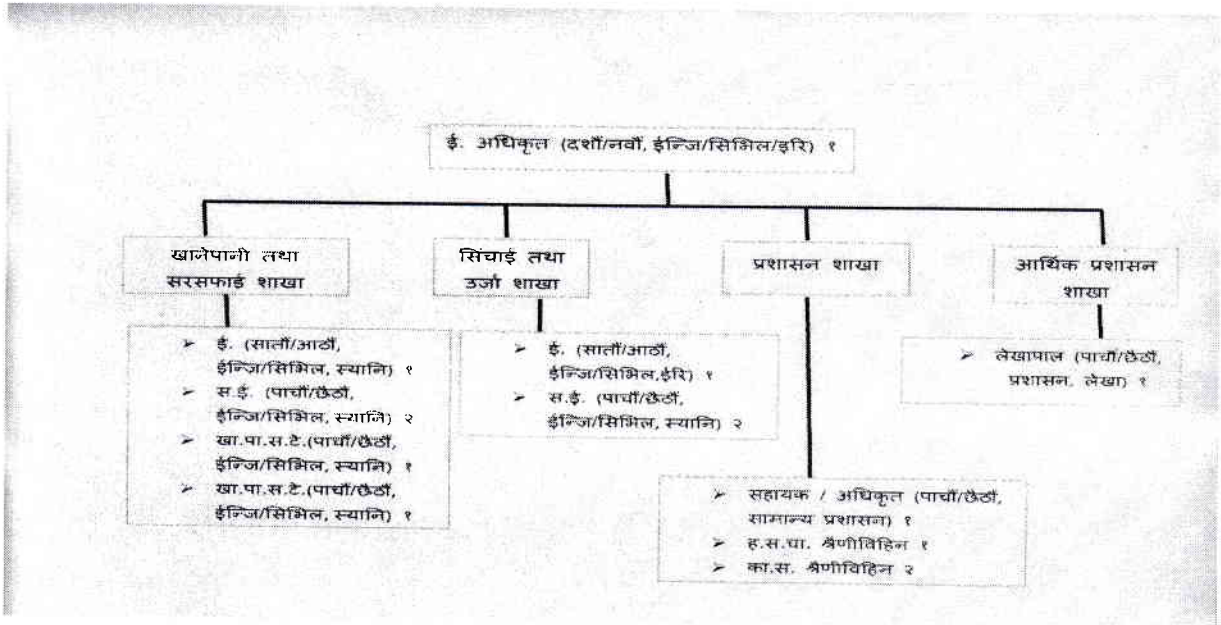 ई. अधिकृत (दशौं/नवौं, ईन्जि/सिभिल/इरि) १
खानेपानी तथा
सरसफाई शाखा
सिंचाई तथा
उर्जा शाखा
प्रशासन शाखा
आर्थिक प्रशासन
शाखा
➢ ई. (सातौं/आठौं,
ईन्जि/सिभिल, स्यानि) १
➢ स.ई. (पाचौं/छैठौं,
ईन्जि/सिभिल, स्यानि) २
➢ खा.पा.स.टे.(पाचौं/छैठौं,
ईन्जि/सिभिल, स्यानि) १
➢ खा.पा.स.टे.(पाचौं/छैठौं,
ईन्जि/सिभिल, स्यानि) १
➢ ई. (सातौं/आठौं,
ईन्जि/सिभिल,ईरि) १
➢ स.ई. (पाचौं/छैठौं,
ईन्जि/सिभिल, स्यानि) २
➢ सहायक / अधिकृत (पाचौं/छैठौं,
सामान्य प्रशासन) १
➢ ह.स.चा. श्रेणीविहिन १
➢ का.स. श्रेणीविहिन २
➢ लेखापाल (पाचौं/छैठौं,
प्रशासन, लेखा) १